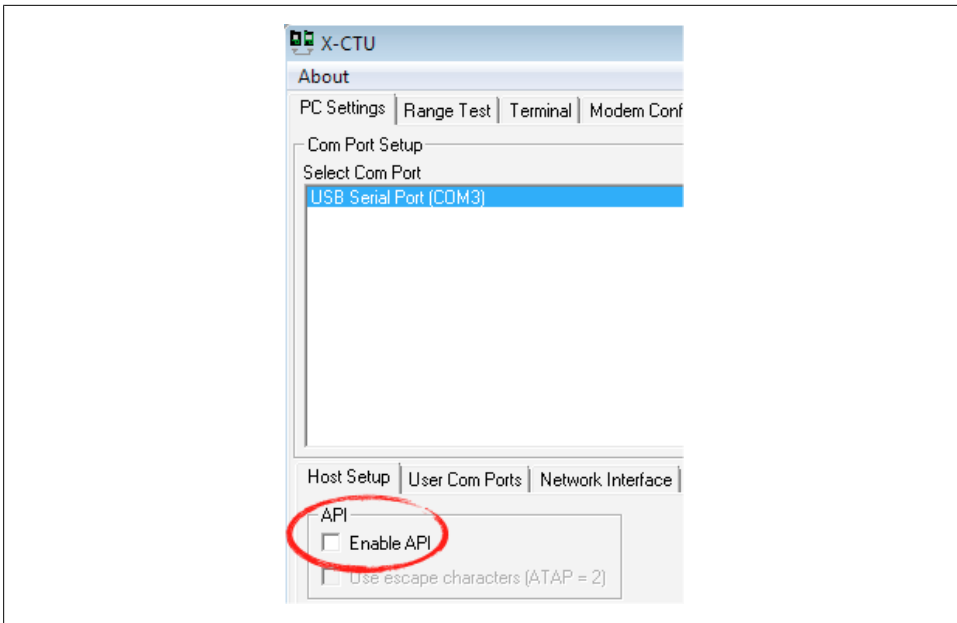 X-CTU
About
PC Settings Range Test Terminal Modem Conf
Com Port Setup
Select Com Port
USB Serial Port (COM3)
Host Setup User Com Ports Network Interface
API
Enable API
Use escape characters (ATAP = 2)